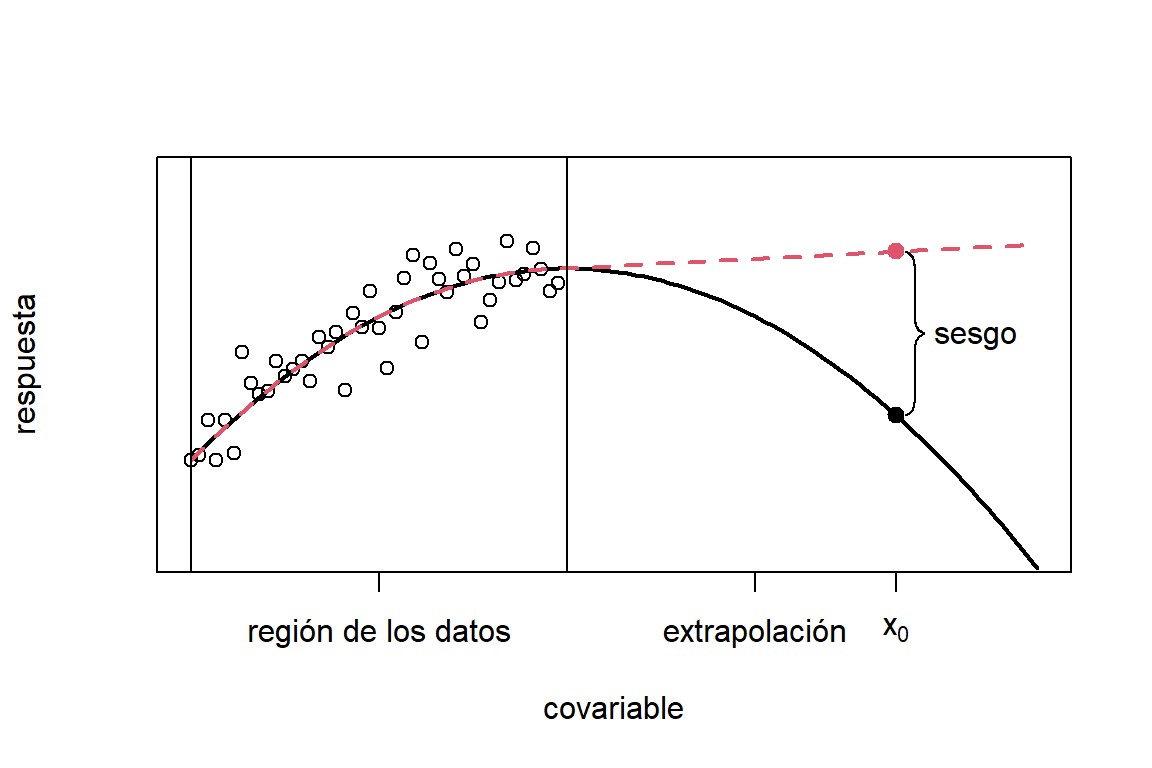 respuesta
sesgo
región de los datos
extrapolación
x₀
covariable